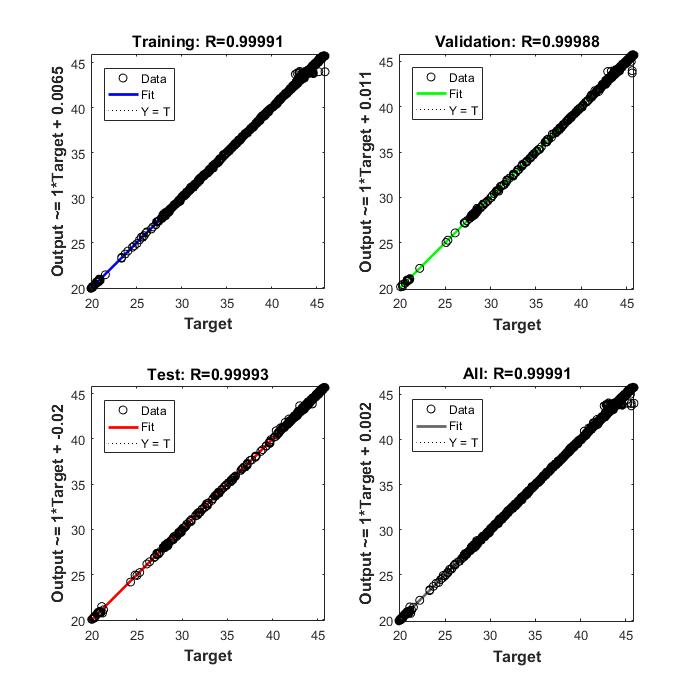 Training: R=0.99991
Output ~= 1*Target + 0.0065
Data
Fit
Y = T
45
40
35
30
25
20
20 25 30 35 40 45
Target
Validation: R=0.99988
Output ~= 1*Target + 0.011
Data
Fit
Y = T
45
40
35
30
25
20
20 25 30 35 40 45
Target
Test: R=0.99993
Output ~= 1*Target + -0.02
Data
Fit
Y = T
45
40
35
30
25
20
20 25 30 35 40 45
Target
All: R=0.99991
Output ~= 1*Target + 0.002
Data
Fit
Y = T
45
40
35
30
25
20
20 25 30 35 40 45
Target